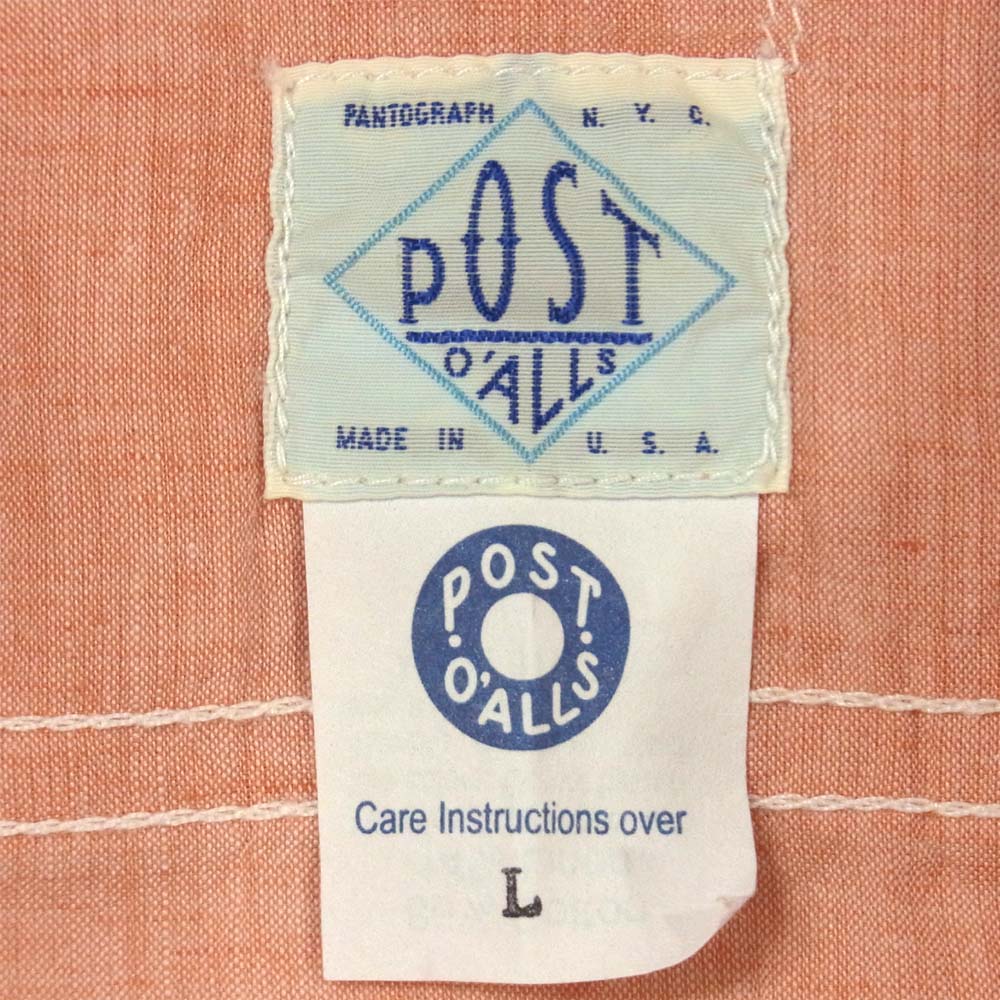 PANTOGRAPH N. Y. C.
POST
O'ALLS
MADE IN U. S. A.
POST
O'ALLS
Care Instructions over
L